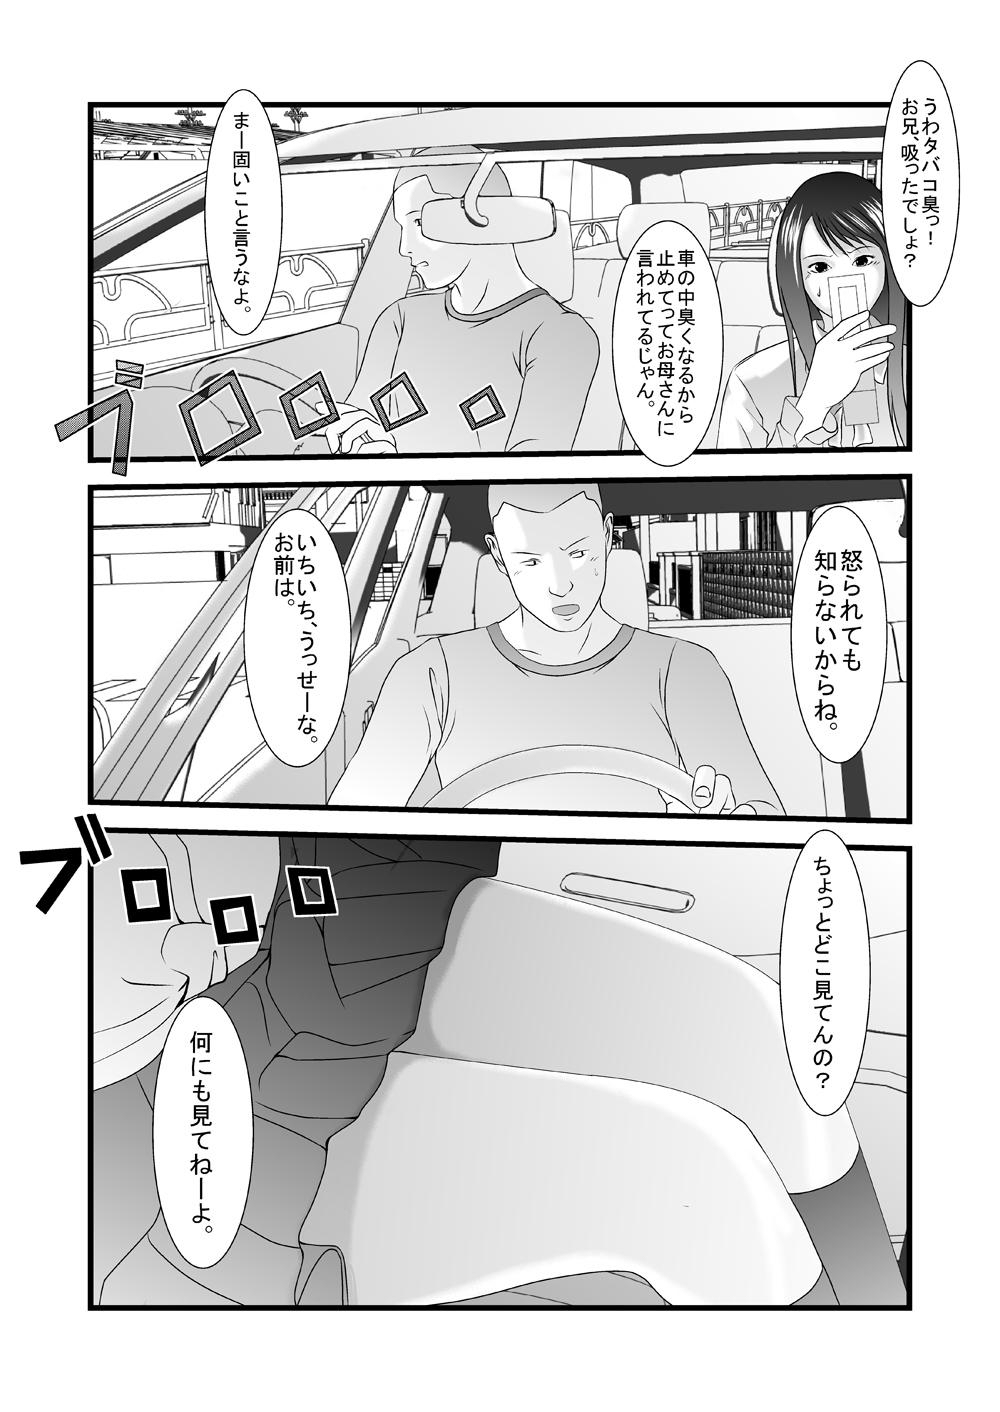 うわタバコ臭っ！
お兄、吸ったでしょ？
車の中臭くなるから
止めてってお母さんに
言われてるじゃん。
まー固いこと言うなよ。
ブロロロロ
怒られても
知らないからね。
いちいち、うっせーな。
お前は。
ちょっとどこ見てんの？
ブロロロ
何にも見てねーよ。